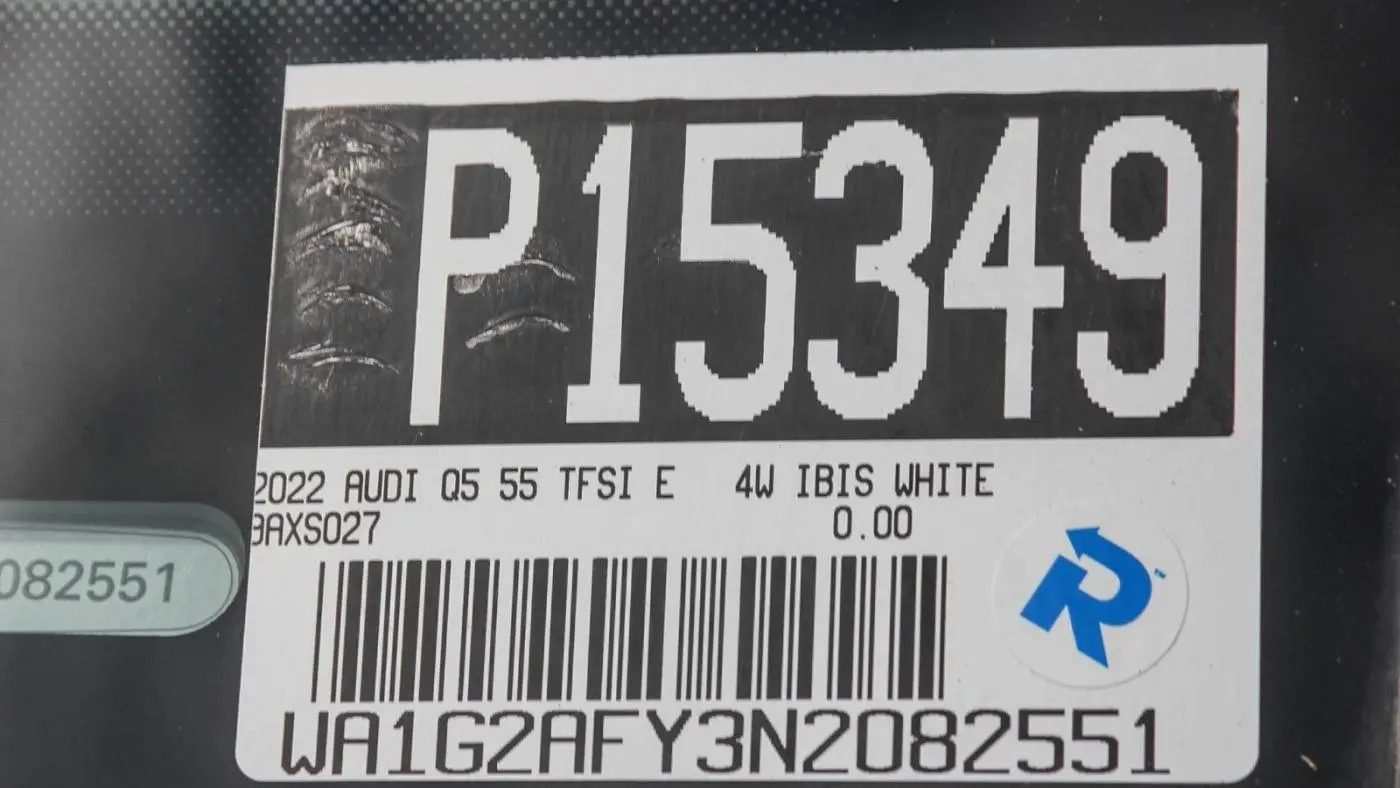 P15349
2022 AUDI Q5 55 TFSI E 4W IBIS WHITE
BAXS027 0.00
082551
R
WA1G2AFY3N2082551